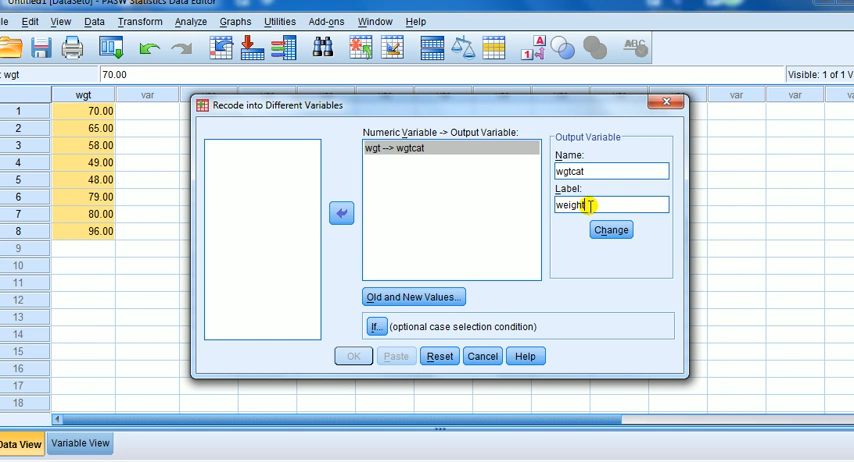 Untitled1 [DataSet0] - PASW Statistics Data Editor
le Edit View Data Transform Analyze Graphs Utilities Add-ons Window Help
: wgt 70.00 Visible: 1 of 1 V
wgt var var var var va
Recode into Different Variables
Numeric Variable -> Output Variable:
wgt --> wgtcat
Output Variable
Name:
wgtcat
Label:
weight
Change
Old and New Values...
If... (optional case selection condition)
OK Paste Reset Cancel Help
1 70.00
2 65.00
3 58.00
4 49.00
5 48.00
6 79.00
7 80.00
8 96.00
9
10
11
12
13
14
15
16
17
18
Data View Variable View